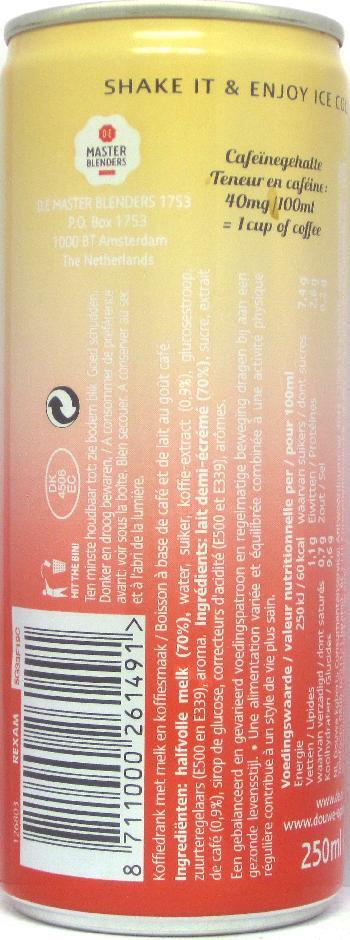 SHAKE IT & ENJOY ICE
D·E
MASTER
BLENDERS
D.E MASTER BLENDERS 1753
P.O. Box 1753
1000 BT Amsterdam
The Netherlands
Cafeïnegehalte
Teneur en caféine:
40mg/100ml
= 1 cup of coffee
HIT THE BIN!
DK
4506
EC
Ten minste houdbaar tot: zie bodem blik. Goed schudden.
Donker en droog bewaren. / À consommer de préférence
avant: voir sous la boîte. Bien secouer. A conserver au sec
et à l'abri de la lumière.
126803 REXAM
8 711000 261491 >
Koffiedrank met melk en koffiesmaak / Boisson à base de café et de lait au goût café.
Ingrediënten: halfvolle melk (70%), water, suiker, koffie-extract (0,9%), glucosestroop,
zuurteregelaars (E500 en E339), aroma. Ingrédients: lait demi-écrémé (70%), sucre, extrait
de café (0,9%), sirop de glucose, correcteurs d'acidité (E500 et E339), arômes.
Een gebalanceerd en gevarieerd voedingspatroon en regelmatige beweging dragen bij aan een
gezonde levensstijl. • Une alimentation variée et équilibrée combinée à une activité physique
régulière contribue à un style de vie plus sain.
Voedingswaarde / valeur nutritionnelle per / pour 100ml
Energie 250 kJ / 60 kcal waarvan suikers / dont sucres
Vetten / Lipides 1,1 g Eiwitten / Protéines
waarvan verzadigd / dont saturés 0,7 g Zout / Sel
Koolhydraten / Glucides 9,6 g
250ml